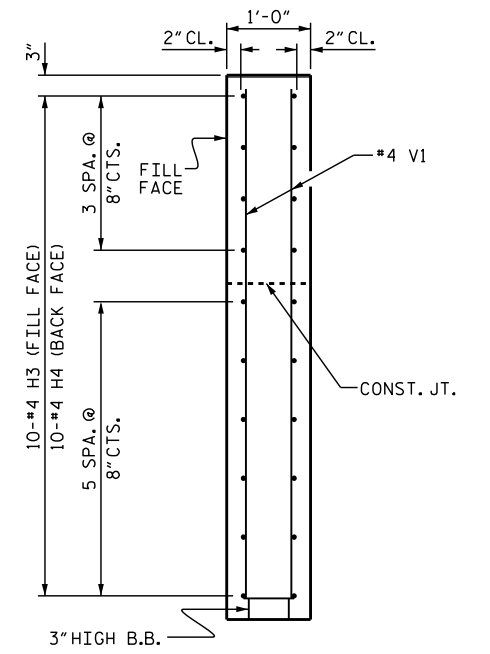 1'-0"
2" CL.
2" CL.
3"
3 SPA. @
8" CTS.
FILL
FACE
#4 V1
10-#4 H3 (FILL FACE)
10-#4 H4 (BACK FACE)
CONST. JT.
5 SPA. @
8" CTS.
3" HIGH B.B.